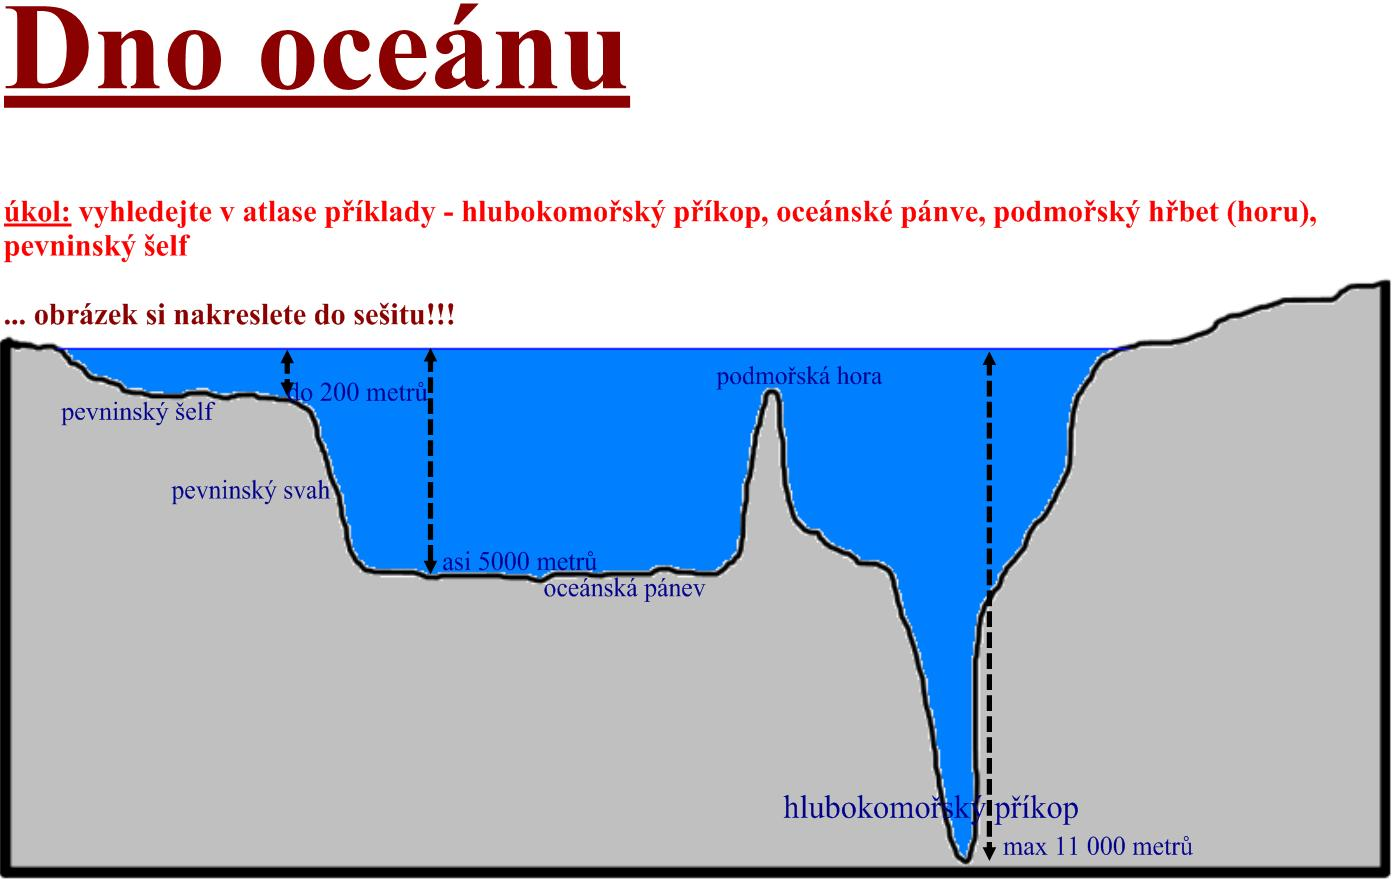 Dno oceánu
úkol: vyhledejte v atlase příklady - hlubokomořský příkop, oceánské pánve, podmořský hřbet (horu),
pevninský šelf
... obrázek si nakreslete do sešitu!!!
podmořská hora
do 200 metrů
pevninský šelf
pevninský svah
asi 5000 metrů
oceánská pánev
hlubokomořský příkop
max 11 000 metrů